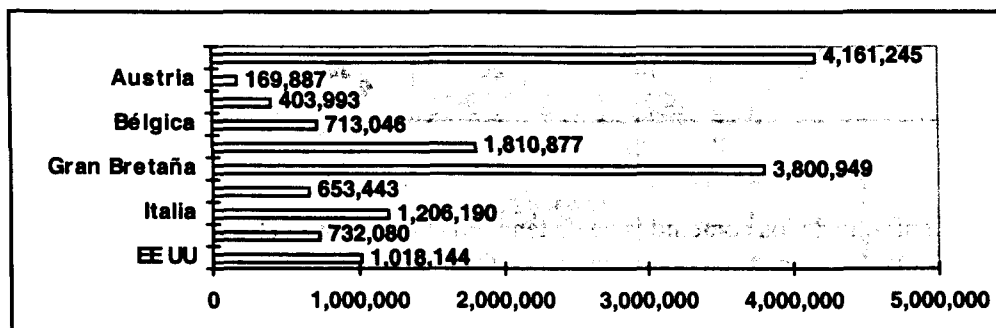 4,161,245
Austria 169,887
403,993
Bélgica 713,046
1,810,877
Gran Bretaña 3,800,949
653,443
Italia 1,206,190
732,080
EEUU 1,018,144
0 1,000,000 2,000,000 3,000,000 4,000,000 5,000,000